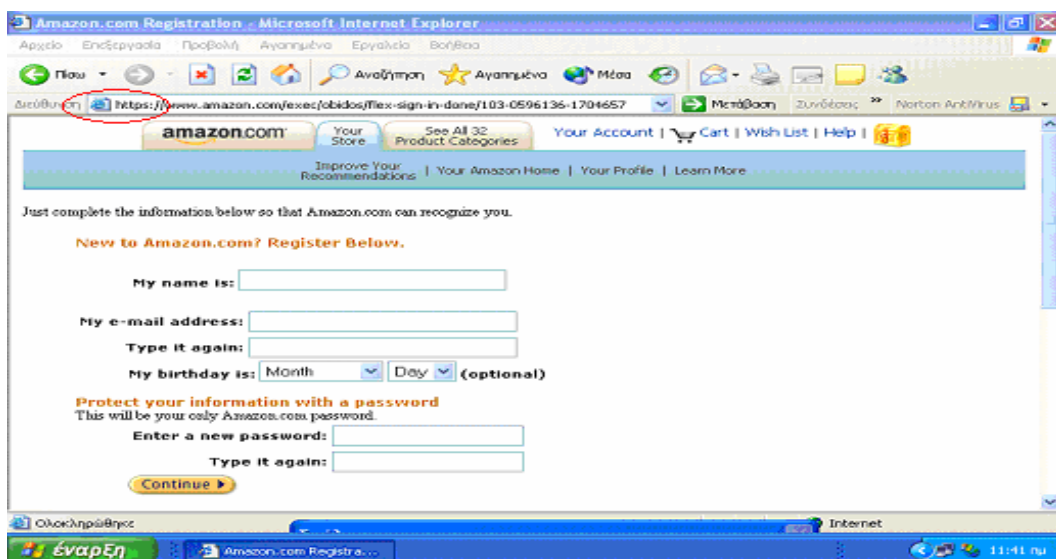 Amazon.com Registration - Microsoft Internet Explorer
Αρχείο Επεξεργασία Προβολή Αγαπημένα Εργαλεία Βοήθεια
Πίσω Αναζήτηση Αγαπημένα Μέσα
Διεύθυνση https://www.amazon.com/exec/obidos/flex-sign-in-done/103-0596136-1704657 Μετάβαση Συνδέσεις » Norton AntiVirus
amazon.com Your Store See All 32 Product Categories Your Account | Cart | Wish List | Help |
Improve Your Recommendations | Your Amazon Home | Your Profile | Learn More
Just complete the information below so that Amazon.com can recognize you.
New to Amazon.com? Register Below.
My name is:
My e-mail address:
Type it again:
My birthday is: Month Day (optional)
Protect your information with a password
This will be your only Amazon.com password.
Enter a new password:
Type it again:
Continue
Ολοκληρώθηκε Internet
έναρξη Amazon.com Registra... 11:41 πμ